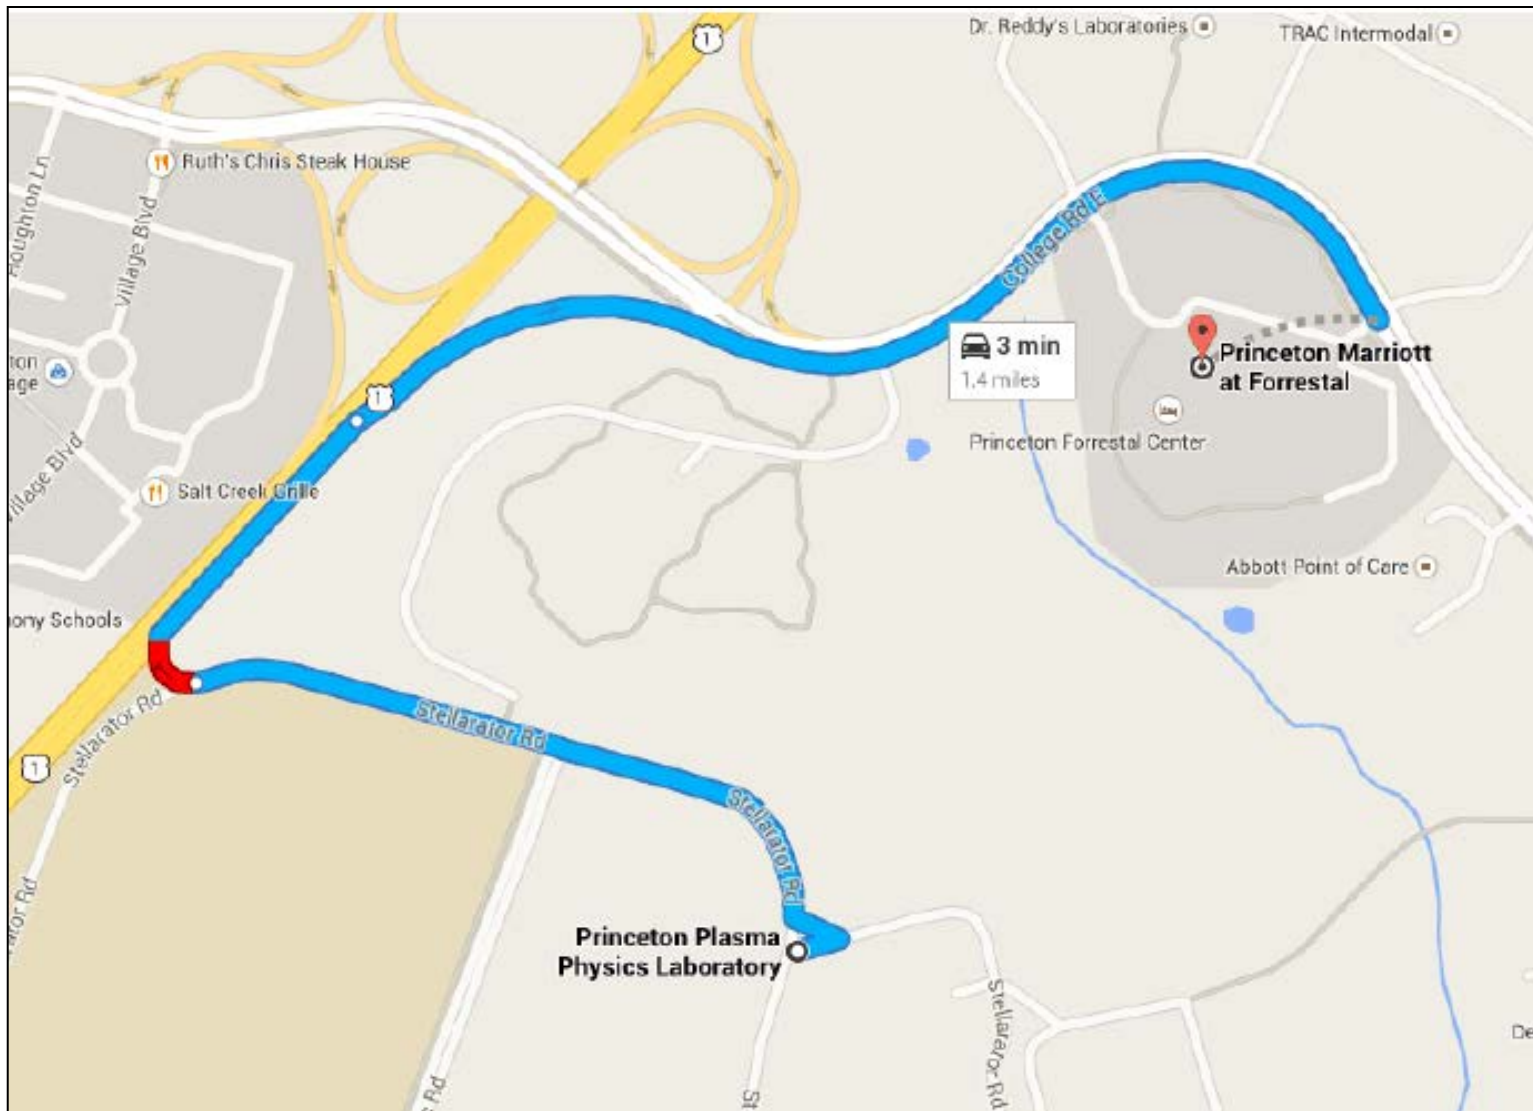 Dr. Reddy's Laboratories
TRAC Intermodal
1
Ruth's Chris Steak House
Houghton Ln
Village Blvd
College Rd E
3 min
1.4 miles
Princeton Marriott
at Forrestal
ton
age
1
Princeton Forrestal Center
Village Blvd
Salt Creek Grille
Abbott Point of Care
ony Schools
Stellarator Rd
Stellarator Rd
1
Stellarator Rd
rator Rd
Princeton Plasma
Physics Laboratory
Stellarator Rd
De
s Rd
St